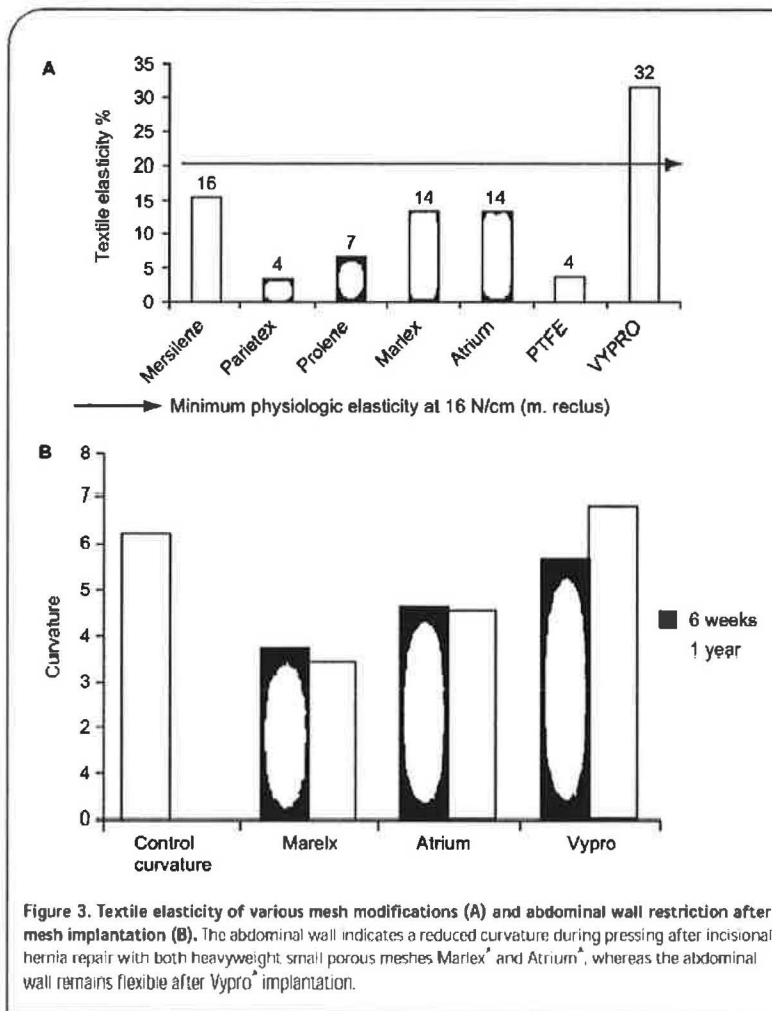 A
35
30
25
20
15
10
5
0
Textile elasticity %
16
4
7
14
14
4
32
Mersilene
Parietex
Prolene
Marlex
Atrium
PTFE
VYPRO
Minimum physiologic elasticity at 16 N/cm (m. rectus)
B
8
7
6
5
4
3
2
4
0
Curvature
6 weeks
1 year
Control curvature
Marelx
Atrium
Vypro
Figure 3. Textile elasticity of various mesh modifications (A) and abdominal wall restriction after
mesh implantation (B). The abdominal wall indicates a reduced curvature during pressing after incisional
hernia repair with both heavyweight small porous meshes Marlex* and Atrium*, whereas the abdominal
wall remains flexible after Vypro* implantation.